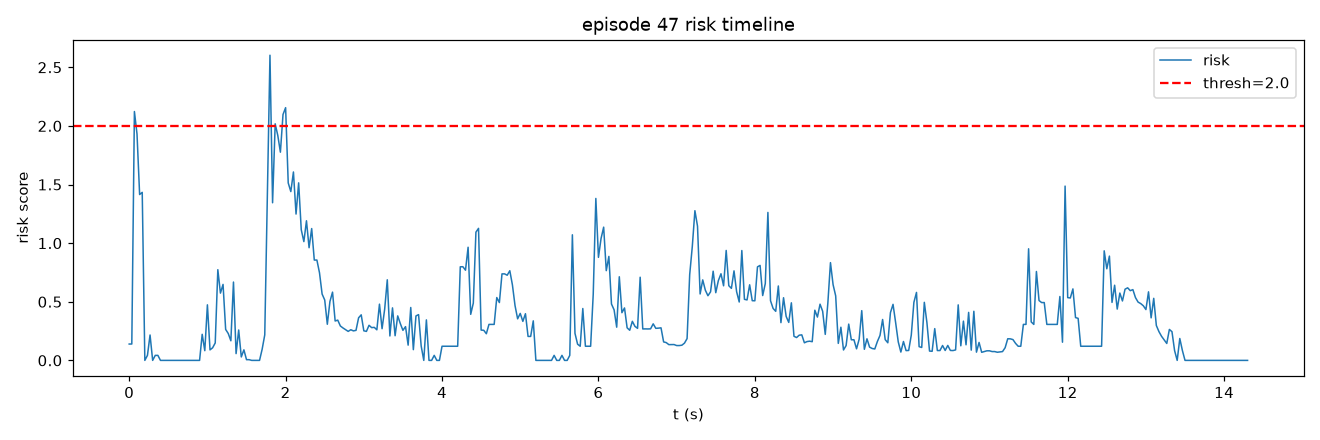 episode 47 risk timeline
risk
thresh=2.0
risk score
2.5
2.0
1.5
1.0
0.5
0.0
0 2 4 6 8 10 12 14
t (s)